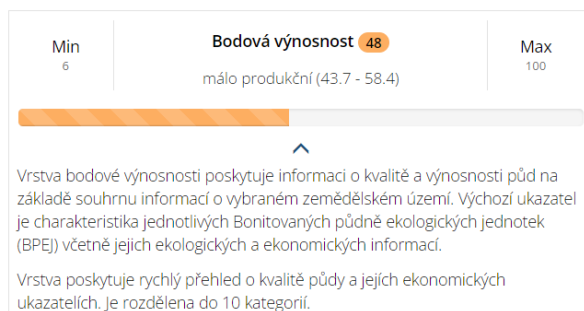 Min
6
Bodová výnosnost 48
málo produkční (43.7 - 58.4)
Max
100
Vrstva bodové výnosnosti poskytuje informaci o kvalitě a výnosnosti půd na
základě souhrnu informací o vybraném zemědělském území. Výchozí ukazatel
je charakteristika jednotlivých Bonitovaných půdně ekologických jednotek
(BPEJ) včetně jejich ekologických a ekonomických informací.
Vrstva poskytuje rychlý přehled o kvalitě půdy a jejích ekonomických
ukazatelích. Je rozdělena do 10 kategorií.